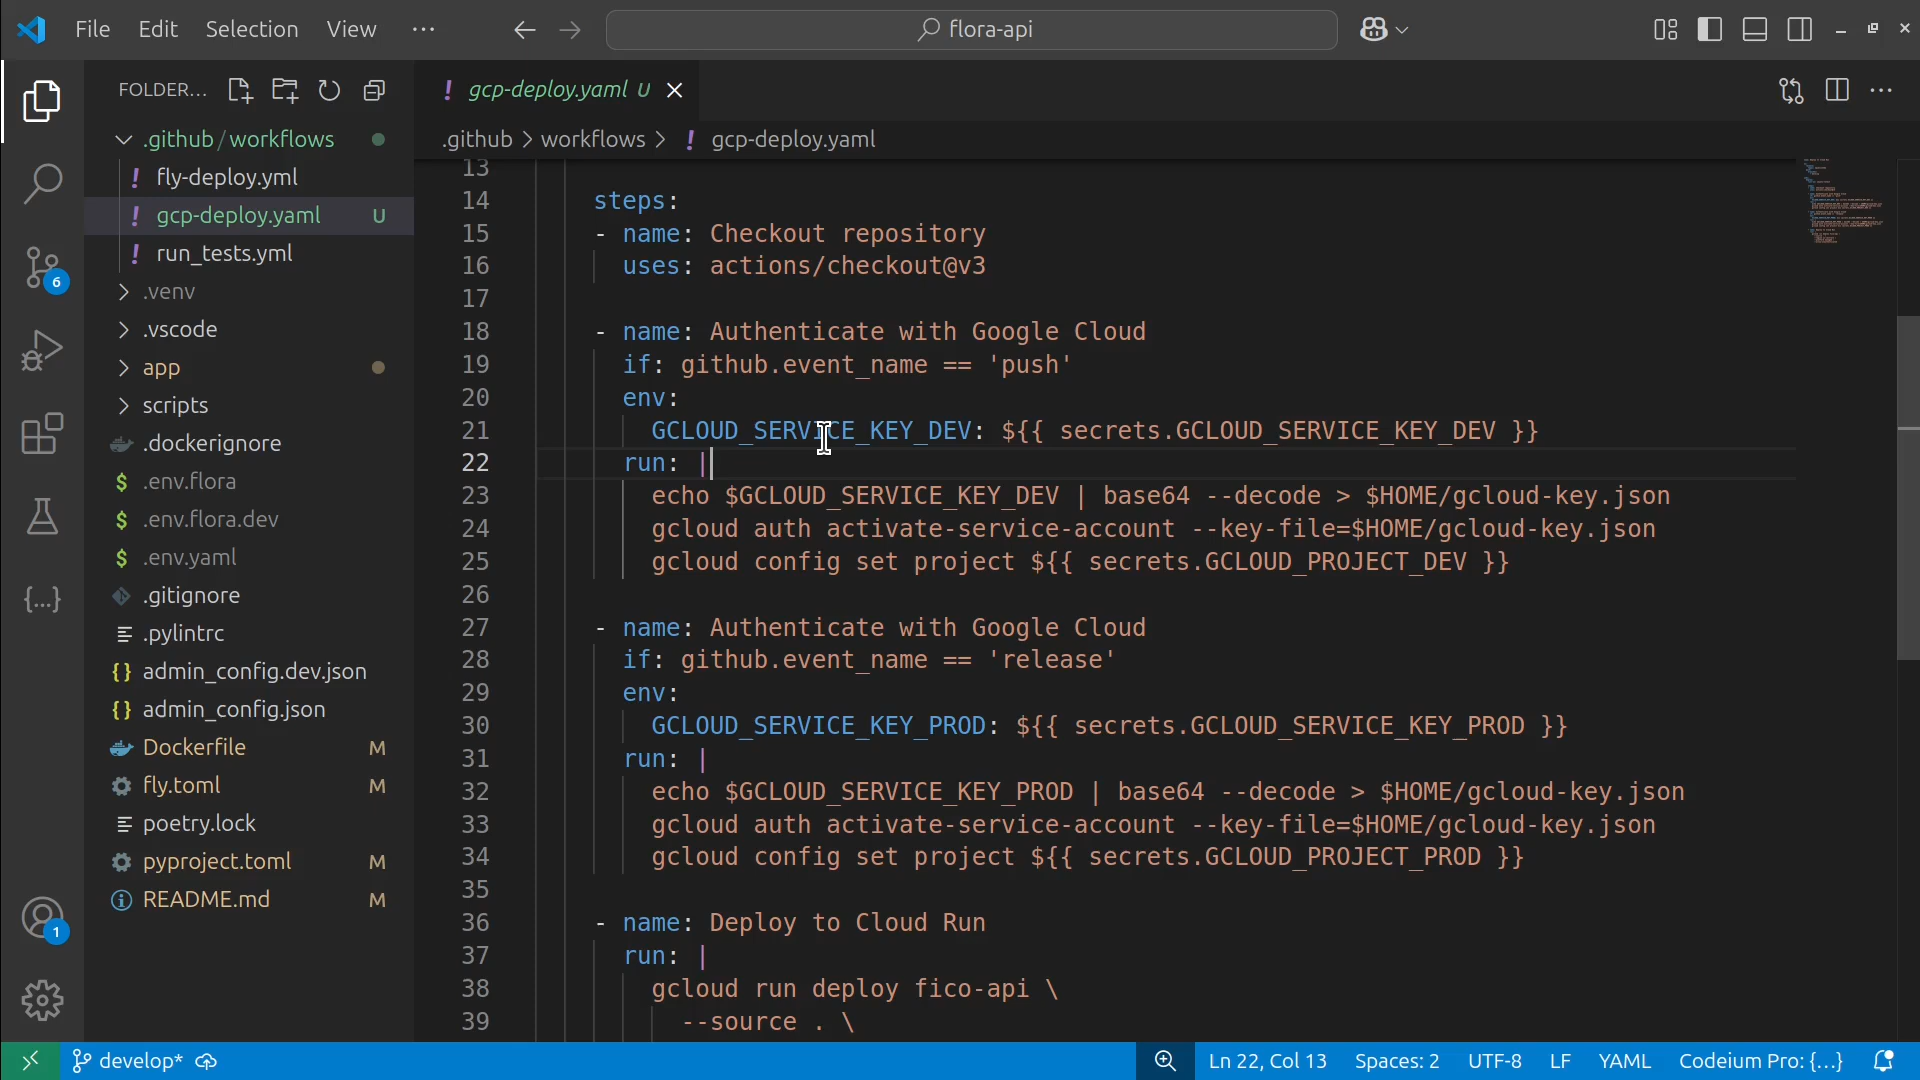 File Edit Selection View ··· flora-api
FOLDER...
gcp-deploy.yaml U
.github/workflows
fly-deploy.yml
gcp-deploy.yaml U
run_tests.yml
.venv
.vscode
app
scripts
.dockerignore
.env.flora
.env.flora.dev
.env.yaml
.gitignore
.pylintrc
admin_config.dev.json
admin_config.json
Dockerfile M
fly.toml M
poetry.lock
pyproject.toml M
README.md M
6
1
.github > workflows > ! gcp-deploy.yaml
13
14 steps:
15 - name: Checkout repository
16 uses: actions/checkout@v3
17
18 - name: Authenticate with Google Cloud
19 if: github.event_name == 'push'
20 env:
21 GCLOUD_SERVICE_KEY_DEV: ${{ secrets.GCLOUD_SERVICE_KEY_DEV }}
22 run: |
23 echo $GCLOUD_SERVICE_KEY_DEV | base64 --decode > $HOME/gcloud-key.json
24 gcloud auth activate-service-account --key-file=$HOME/gcloud-key.json
25 gcloud config set project ${{ secrets.GCLOUD_PROJECT_DEV }}
26
27 - name: Authenticate with Google Cloud
28 if: github.event_name == 'release'
29 env:
30 GCLOUD_SERVICE_KEY_PROD: ${{ secrets.GCLOUD_SERVICE_KEY_PROD }}
31 run: |
32 echo $GCLOUD_SERVICE_KEY_PROD | base64 --decode > $HOME/gcloud-key.json
33 gcloud auth activate-service-account --key-file=$HOME/gcloud-key.json
34 gcloud config set project ${{ secrets.GCLOUD_PROJECT_PROD }}
35
36 - name: Deploy to Cloud Run
37 run: |
38 gcloud run deploy fico-api \
39 --source . \
develop* Ln 22, Col 13 Spaces: 2 UTF-8 LF YAML Codeium Pro: {...}